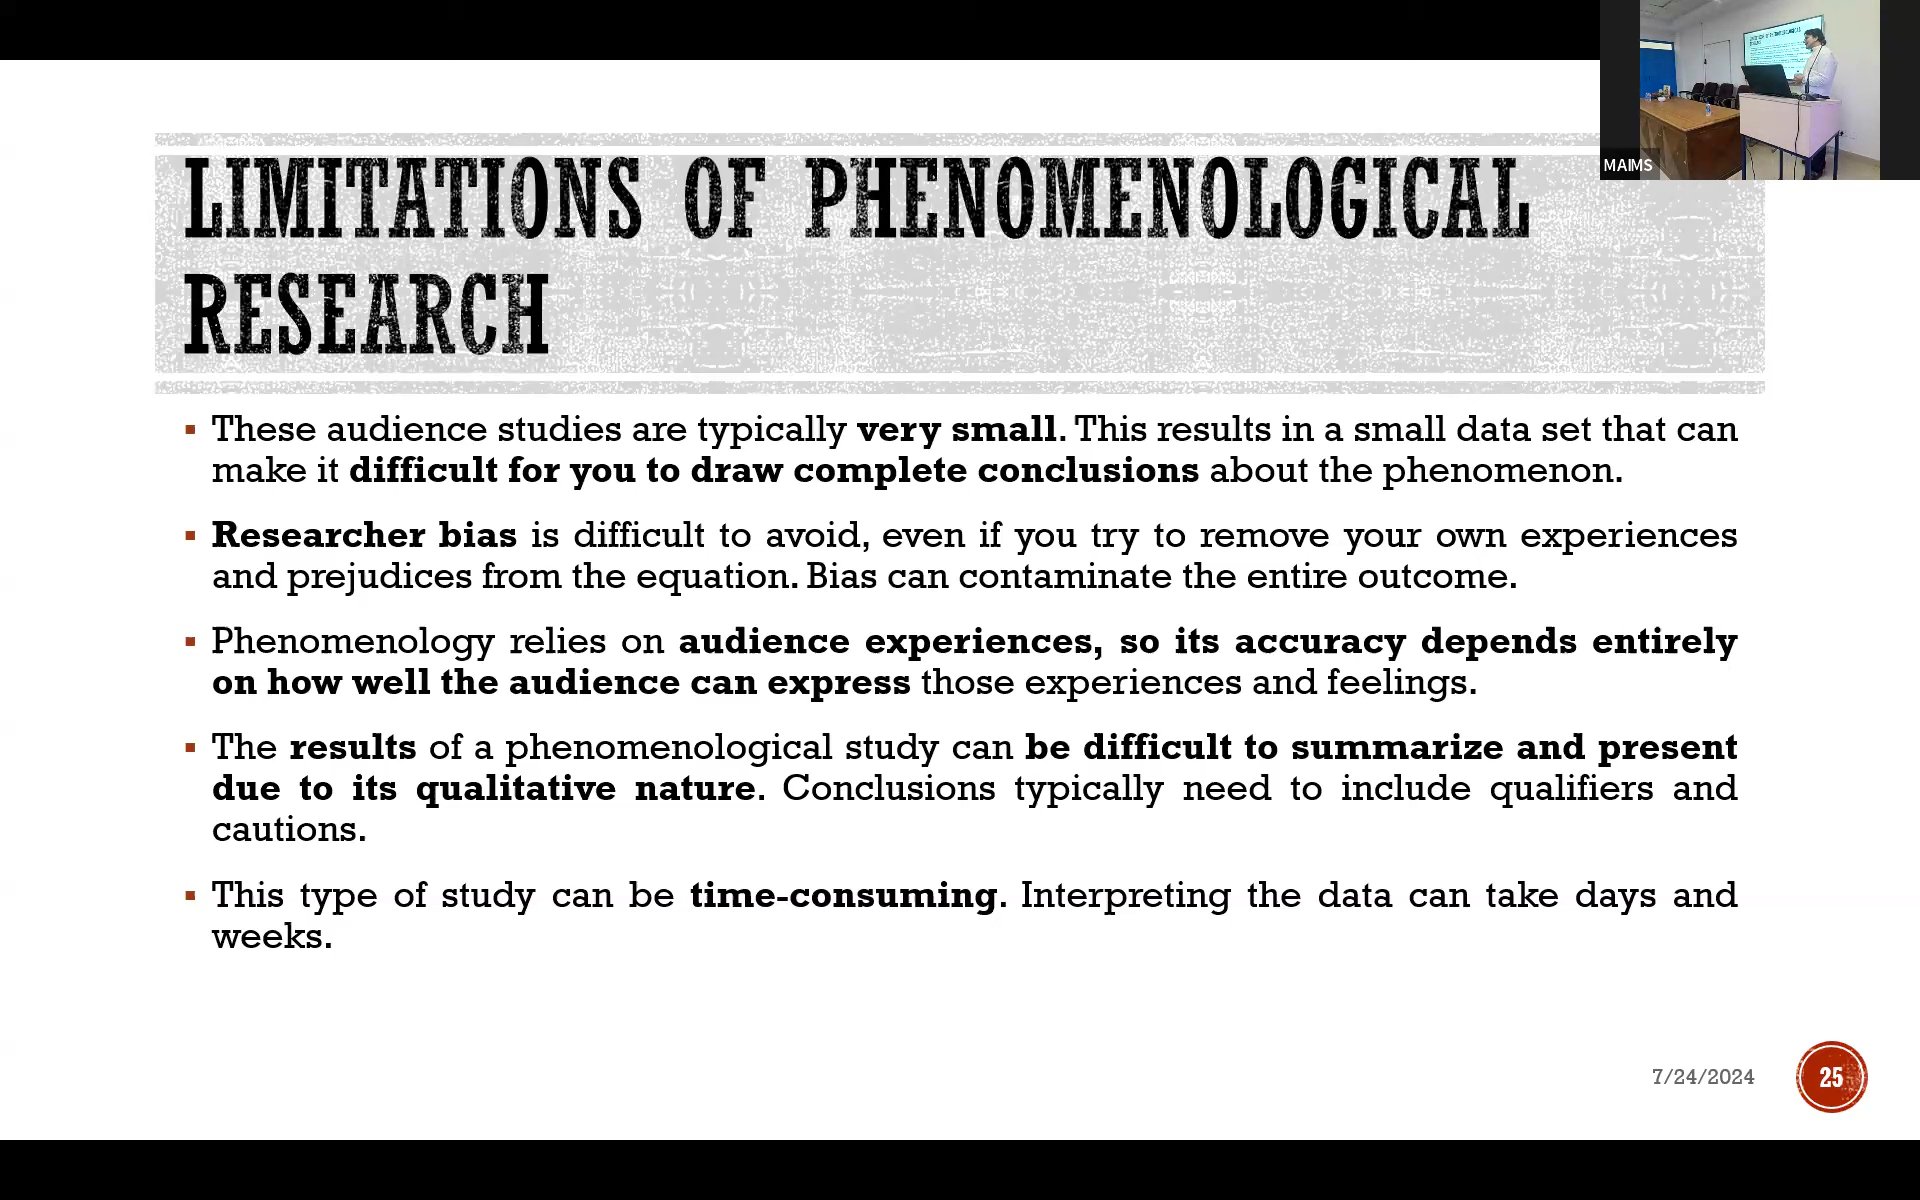 MAIMS
LIMITATIONS OF PHENOMENOLOGICAL
RESEARCH
▪ These audience studies are typically very small. This results in a small data set that can
make it difficult for you to draw complete conclusions about the phenomenon.
▪ Researcher bias is difficult to avoid, even if you try to remove your own experiences
and prejudices from the equation. Bias can contaminate the entire outcome.
▪ Phenomenology relies on audience experiences, so its accuracy depends entirely
on how well the audience can express those experiences and feelings.
▪ The results of a phenomenological study can be difficult to summarize and present
due to its qualitative nature. Conclusions typically need to include qualifiers and
cautions.
▪ This type of study can be time-consuming. Interpreting the data can take days and
weeks.
7/24/2024
25